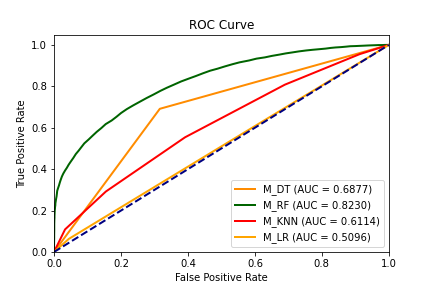 ROC Curve
True Positive Rate
1.0
0.8
0.6
0.4
0.2
0.0
M_DT (AUC = 0.6877)
M_RF (AUC = 0.8230)
M_KNN (AUC = 0.6114)
M_LR (AUC = 0.5096)
0.0 0.2 0.4 0.6 0.8 1.0
False Positive Rate